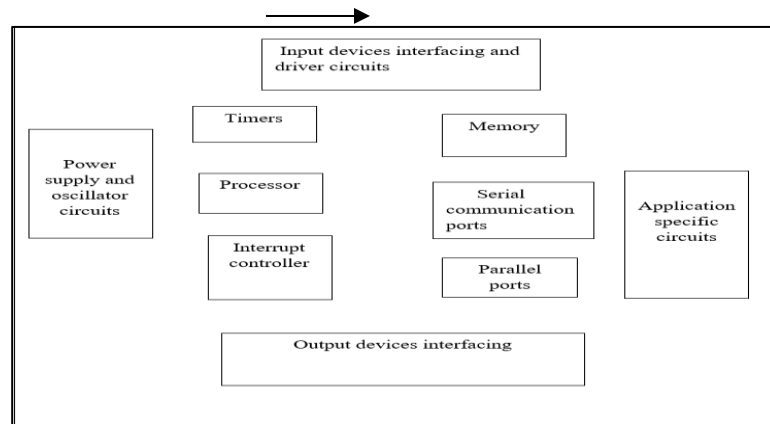 Input devices interfacing and
driver circuits
Timers
Memory
Power
supply and
oscillator
circuits
Processor
Serial
communication
ports
Application
specific
circuits
Interrupt
controller
Parallel
ports
Output devices interfacing